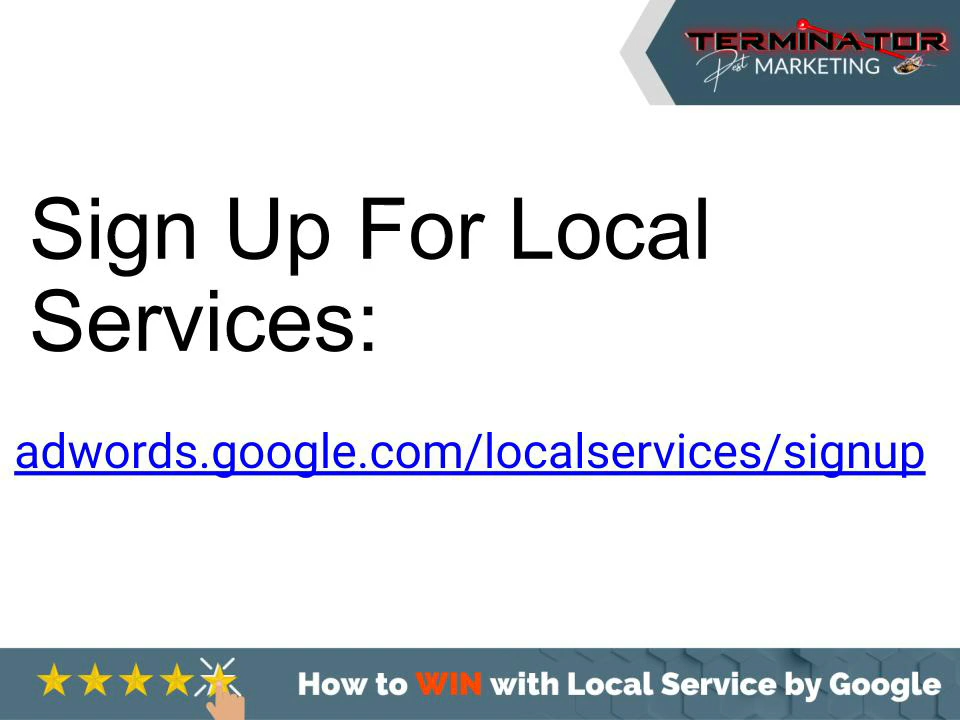 TERMINATOR
Pest MARKETING
Sign Up For Local
Services:
adwords.google.com/localservices/signup
How to WIN with Local Service by Google